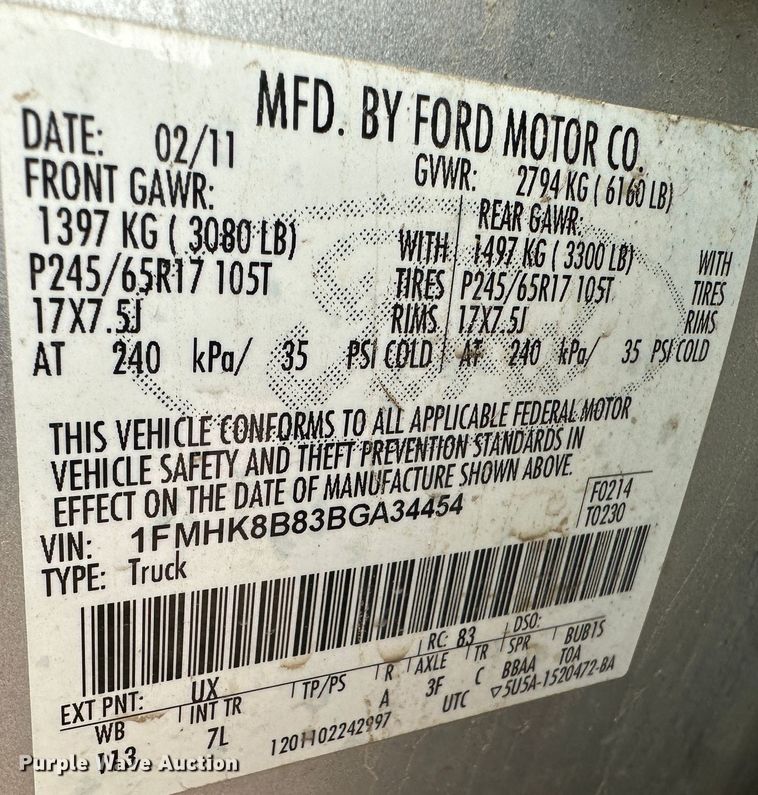 MFD. BY FORD MOTOR CO.
DATE: 02/11 GVWR: 2794 KG ( 6160 LB)
FRONT GAWR: REAR GAWR:
1397 KG ( 3080 LB) WITH 1497 KG ( 3300 LB) WITH
P245/65R17 105T TIRES P245/65R17 105T TIRES
17X7.5J RIMS 17X7.5J RIMS
AT 240 kPa/ 35 PSI COLD AT 240 kPa/ 35 PSI COLD
THIS VEHICLE CONFORMS TO ALL APPLICABLE FEDERAL MOTOR
VEHICLE SAFETY AND THEFT PREVENTION STANDARDS IN
EFFECT ON THE DATE OF MANUFACTURE SHOWN ABOVE.
VIN: 1FMHK8B83BGA34454 F0214
TYPE: Truck T0230
EXT PNT: UX RC: 83 DSO:
WB INT TR TP/PS R AXLE TR SPR BUB1S
113 7L A 3F C BBAA TOA
1201102242997 UTC ▽5U5A-1520472-BA
Purple Wave Auction